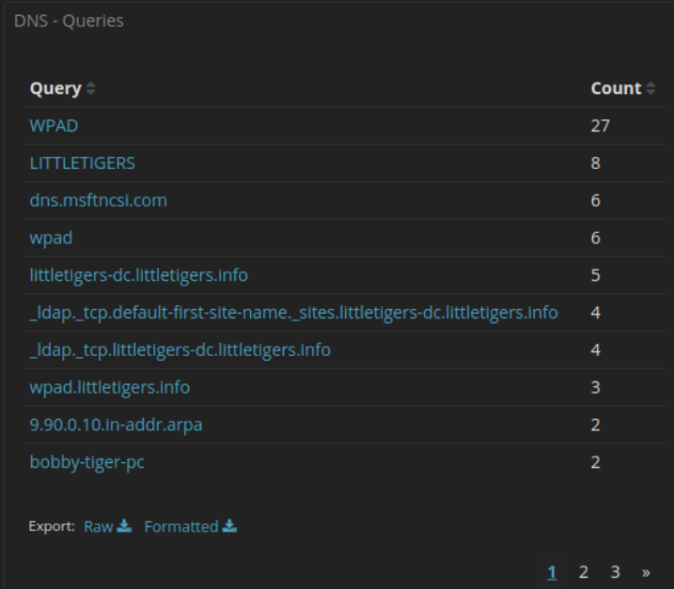 DNS - Queries
Query Count
WPAD 27
LITTLETIGERS 8
dns.msftncsi.com 6
wpad 6
littletigers-dc.littletigers.info 5
_ldap._tcp.default-first-site-name._sites.littletigers-dc.littletigers.info 4
_ldap._tcp.littletigers-dc.littletigers.info 4
wpad.littletigers.info 3
9.90.0.10.in-addr.arpa 2
bobby-tiger-pc 2
Export: Raw Formatted
1 2 3 »